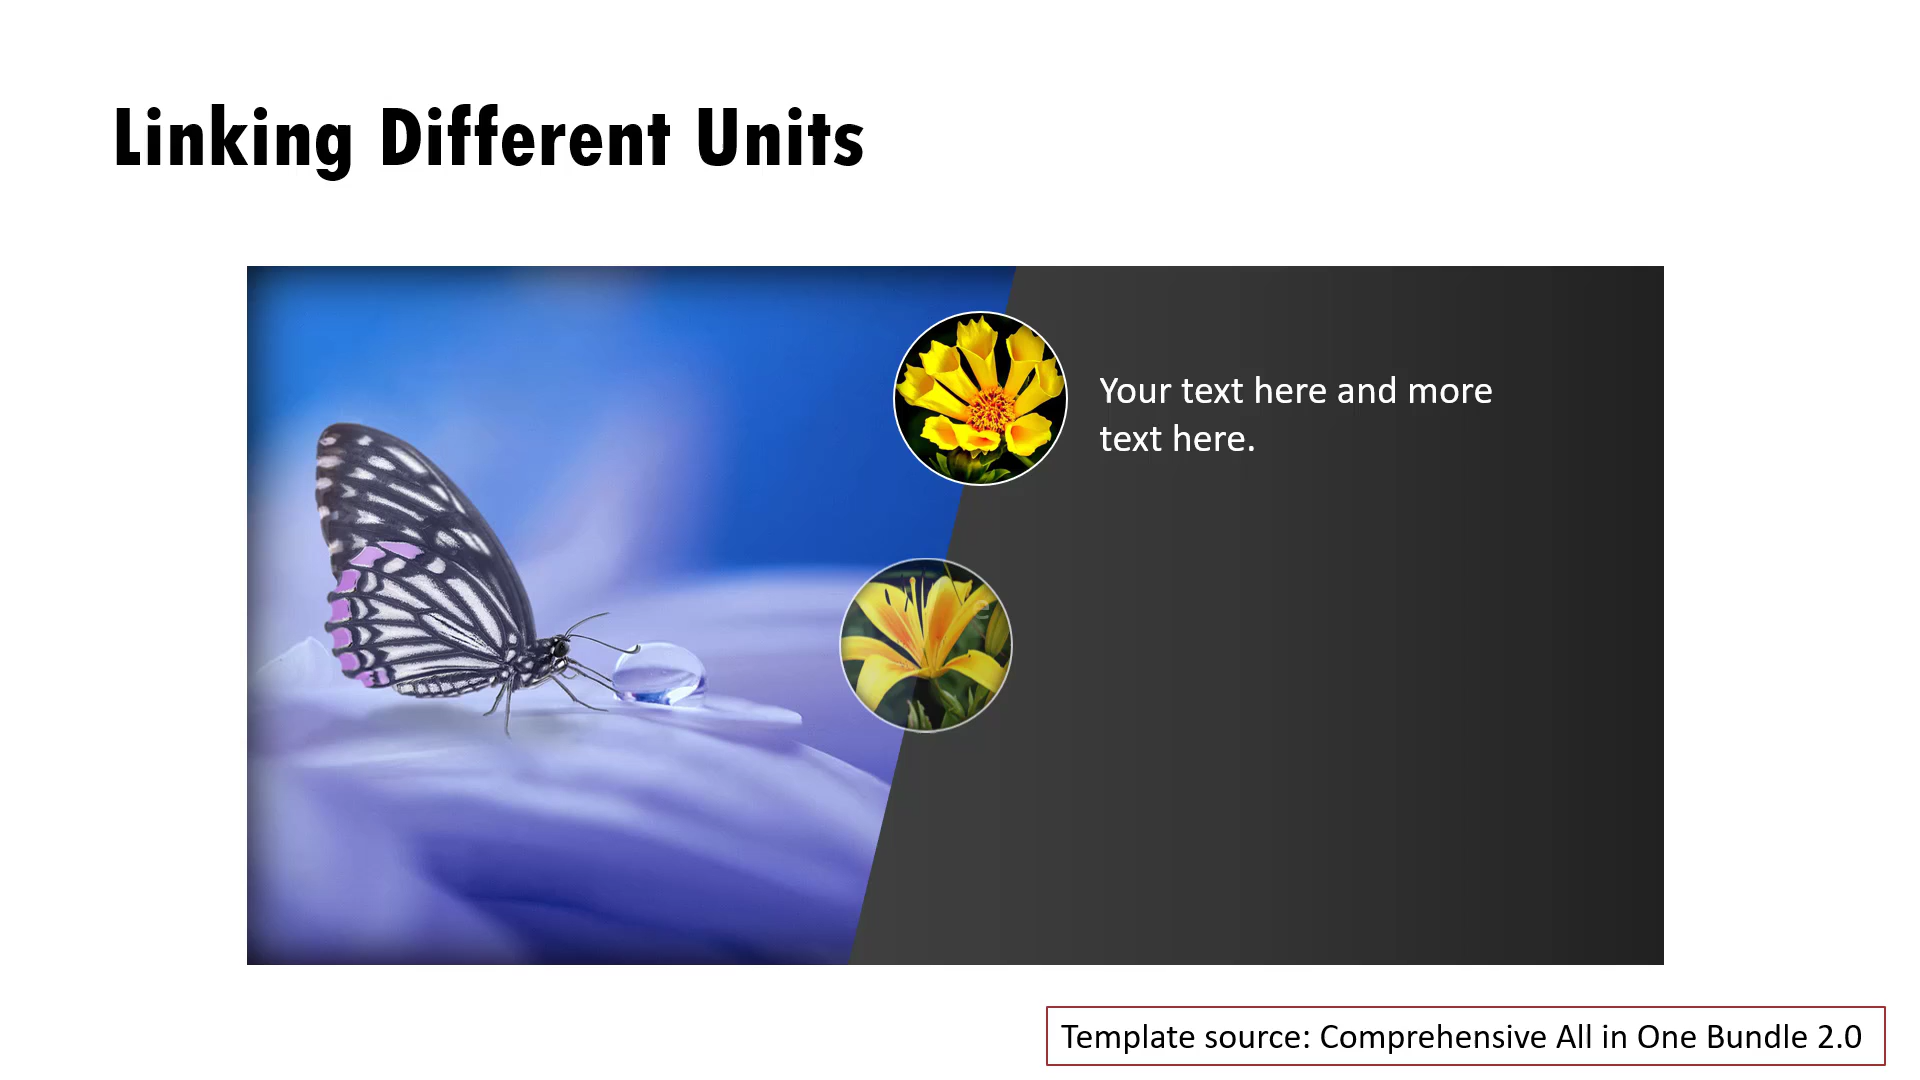 Linking Different Units
Your text here and more
text here.
Template source: Comprehensive All in One Bundle 2.0